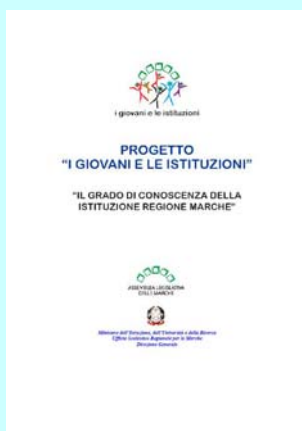 i giovani e le istituzioni
PROGETTO
"I GIOVANI E LE ISTITUZIONI"
"IL GRADO DI CONOSCENZA DELLA
ISTITUZIONE REGIONE MARCHE"
ASSEMBLEA LEGISLATIVA
DELLE MARCHE
Ministero dell'Istruzione, dell'Università e della Ricerca
Ufficio Scolastico Regionale per le Marche
Direzione Generale